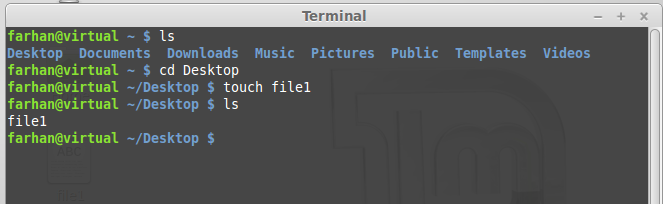 Terminal
farhan@virtual ~ $ ls
Desktop Documents Downloads Music Pictures Public Templates Videos
farhan@virtual ~ $ cd Desktop
farhan@virtual ~/Desktop $ touch file1
farhan@virtual ~/Desktop $ ls
file1
farhan@virtual ~/Desktop $